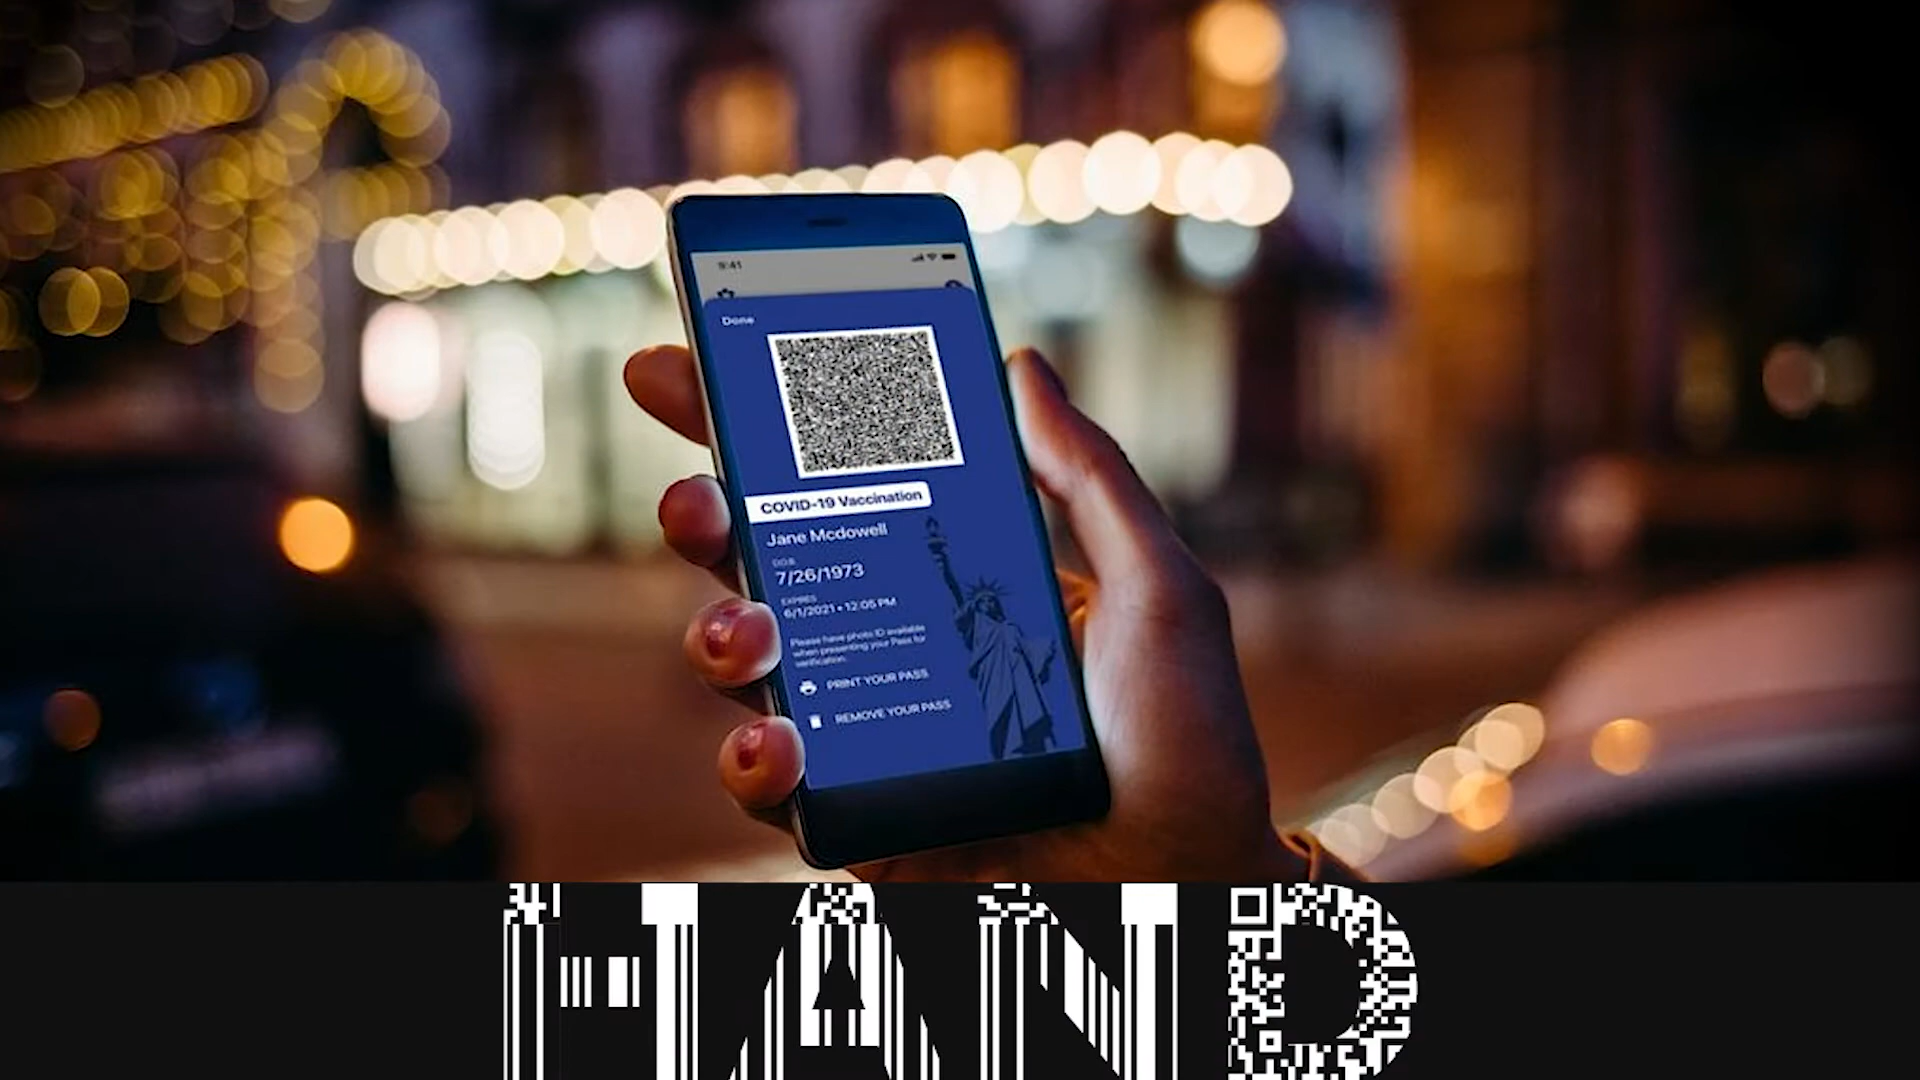 9:41
Done
COVID-19 Vaccination
Jane Mcdowell
D.O.B.
7/26/1973
EXPIRES
6/1/2021 • 12:05 PM
Please have photo ID available
when presenting your Pass for
verification.
PRINT YOUR PASS
REMOVE YOUR PASS
HAND